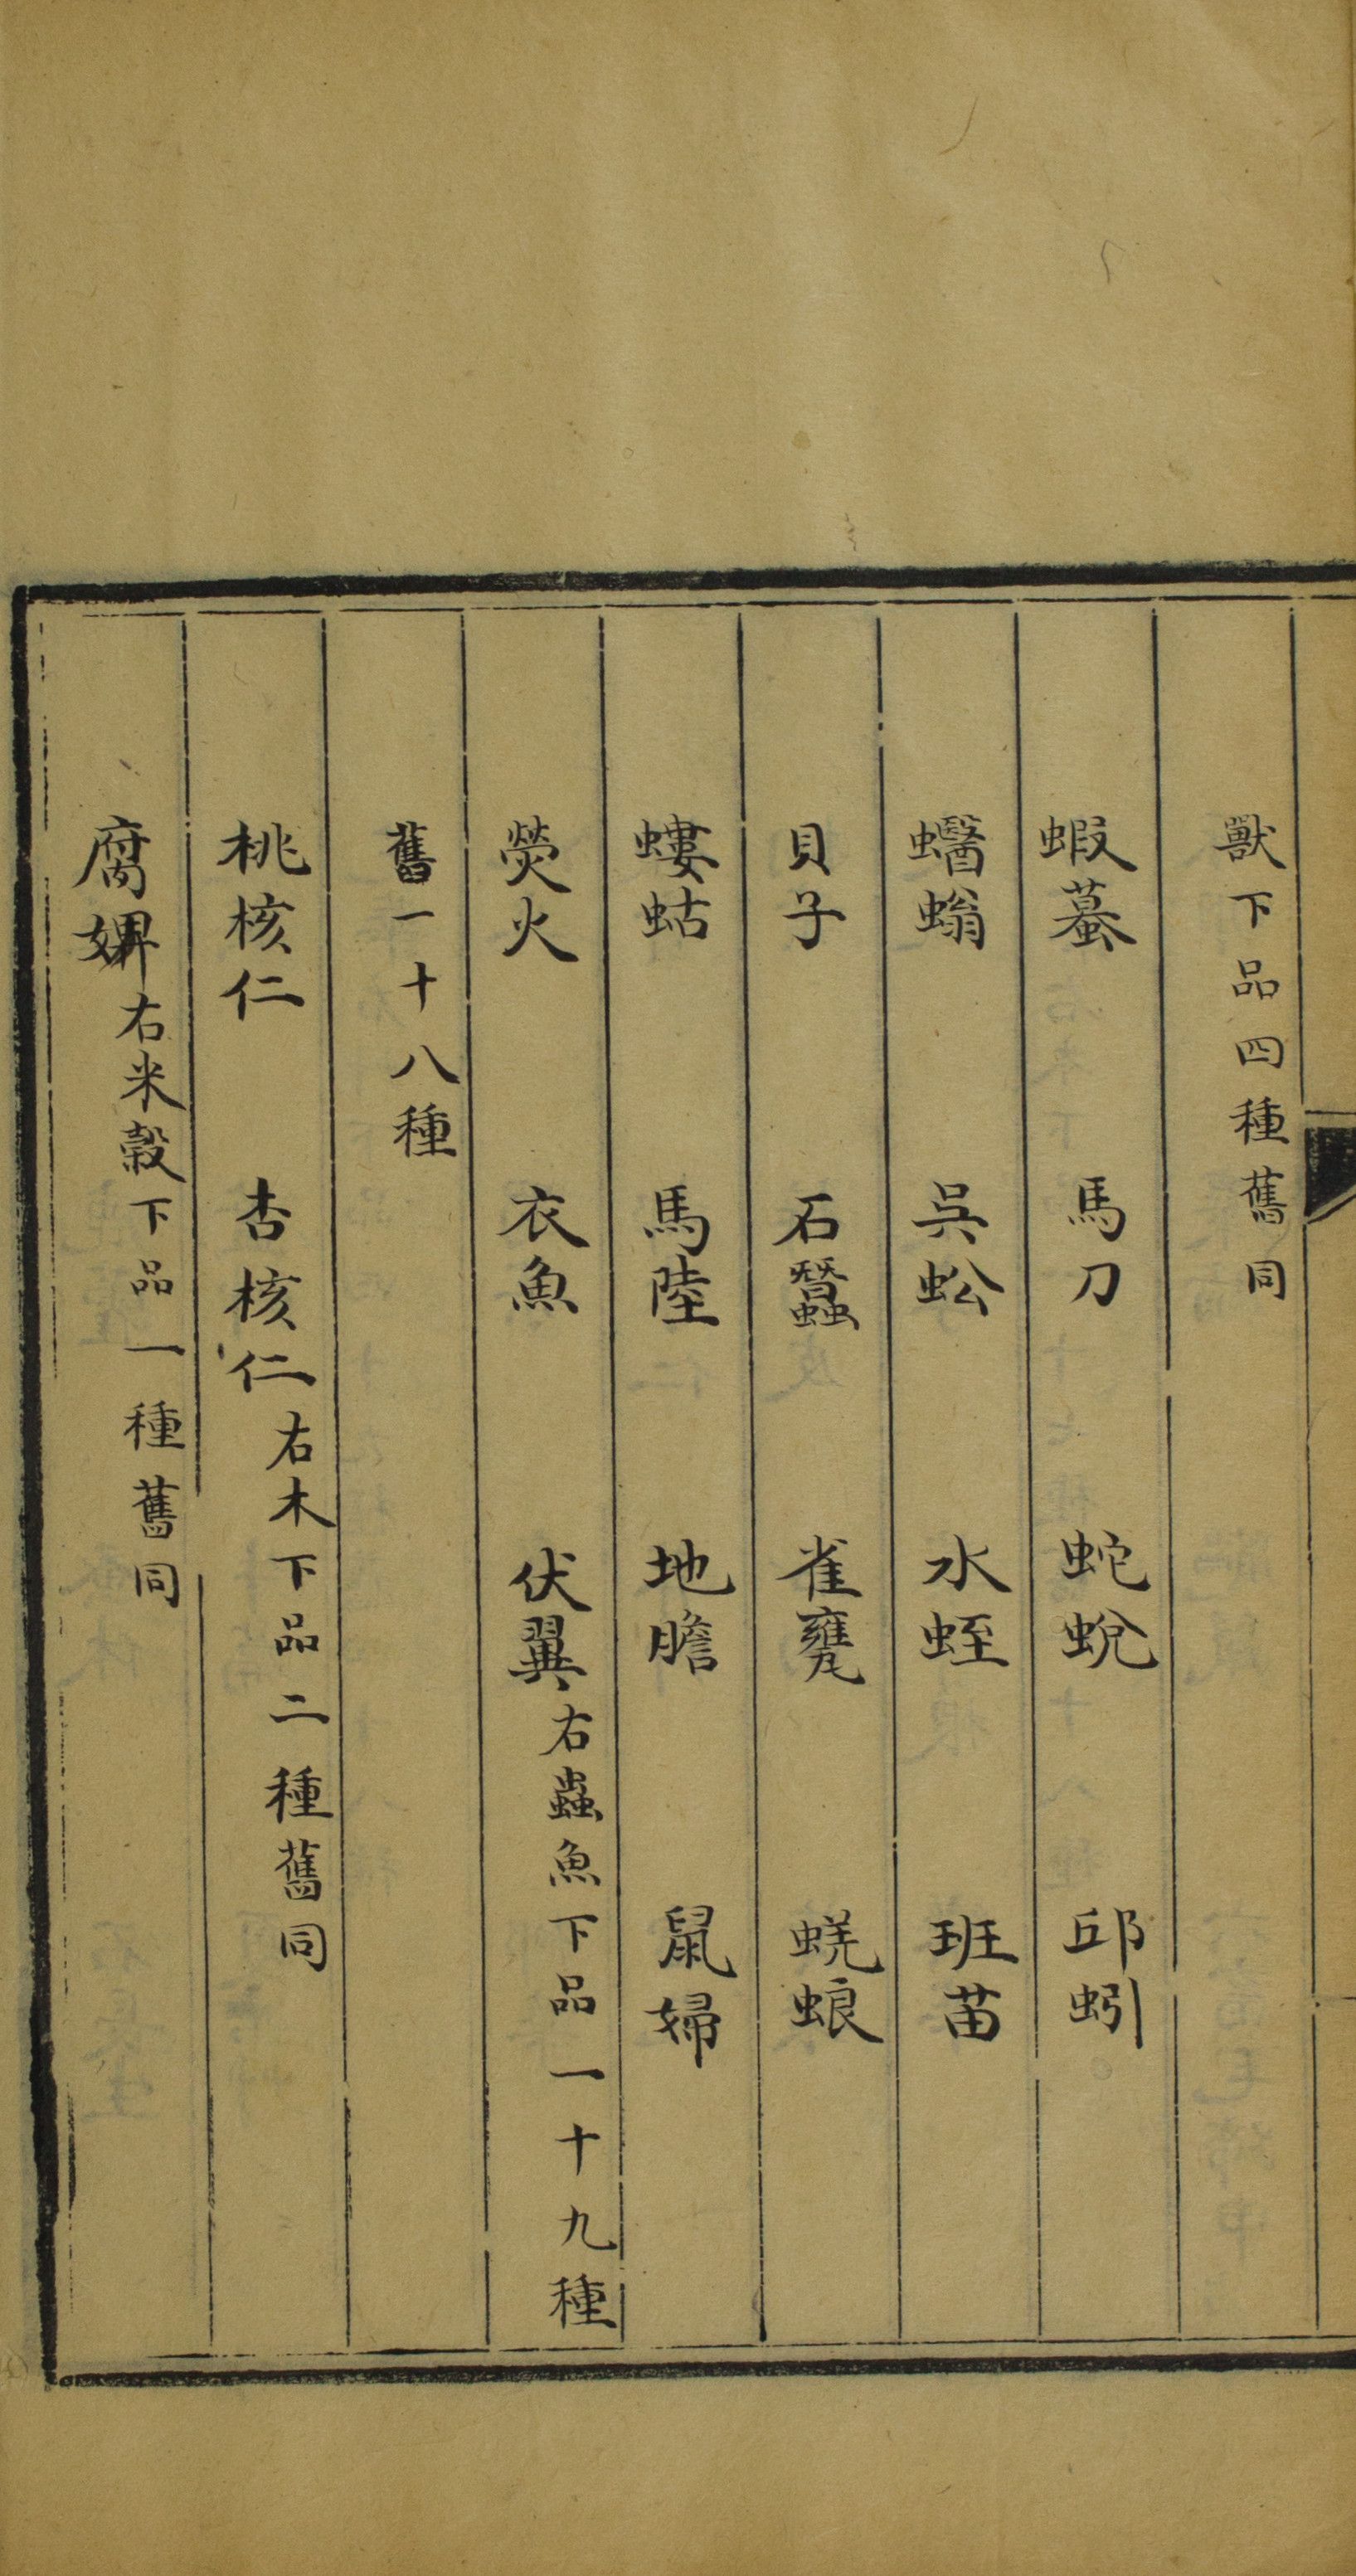 獸下品四種舊同
蝦蟇　馬刀　蛇蛻　邱蚓
蠮螉　吳蚣　水蛭　班苗
貝子　石蠶　雀甕　蜣蜋
螻蛄　馬陸　地膽　鼠婦
熒火　衣魚　伏翼右蟲魚下品一十九種
舊一十八種
桃核仁　杏核仁右木下品二種舊同
腐婢右米穀下品一種舊同